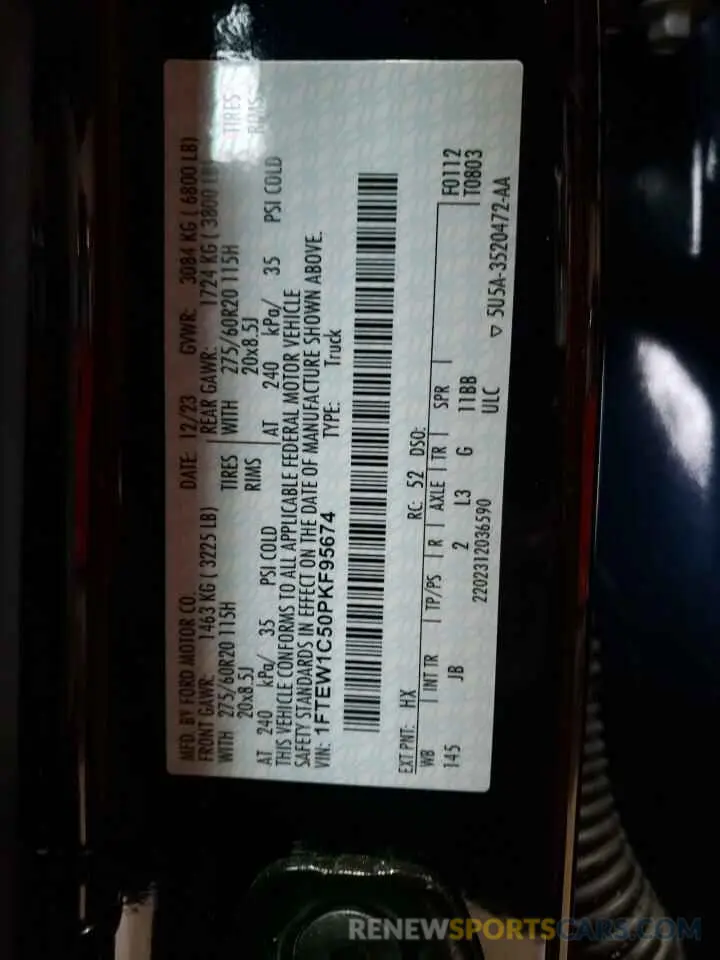 MFD. BY FORD MOTOR CO.
DATE: 12/23 GVWR: 3084 KG ( 6800 LB)
FRONT GAWR: 1463 KG ( 3225 LB)
REAR GAWR: 1724 KG ( 3800 LB)
WITH 275/60R20 115H TIRES
WITH 275/60R20 115H TIRES
20x8.5J RIMS
20x8.5J RIMS
AT 240 kPa/ 35 PSI COLD
AT 240 kPa/ 35 PSI COLD
THIS VEHICLE CONFORMS TO ALL APPLICABLE FEDERAL MOTOR VEHICLE
SAFETY STANDARDS IN EFFECT ON THE DATE OF MANUFACTURE SHOWN ABOVE.
VIN: 1FTEW1C50PKF95674 TYPE: Truck
EXT PNT: HX RC: 52 DSO: F0112
WB INT TR TP/PS R AXLE TR SPR T0803
145 JB 2 L3 G 11BB
2202312036590 ULC
▽ 5U5A-3520472-AA
RENEWSPORTSCARS.COM